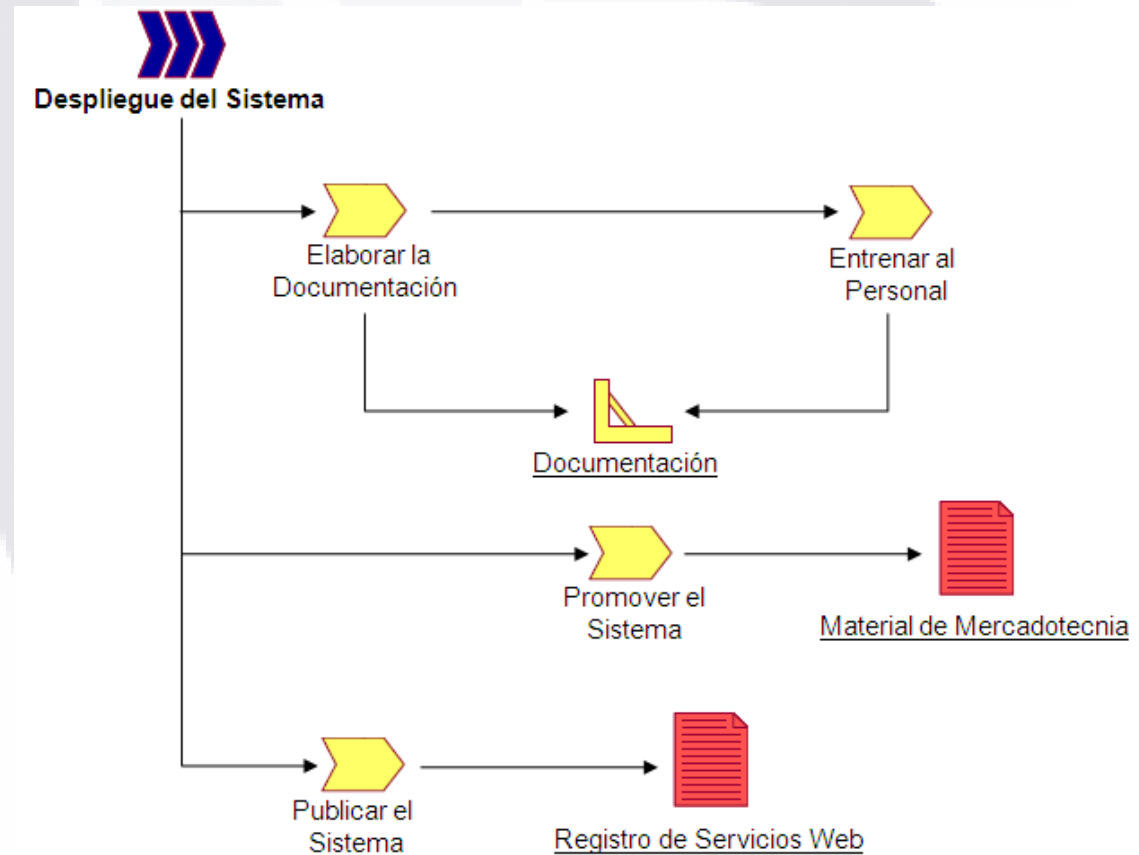 Despliegue del Sistema
Elaborar la
Documentación
Entrenar al
Personal
Documentación
Promover el
Sistema
Material de Mercadotecnia
Publicar el
Sistema
Registro de Servicios Web